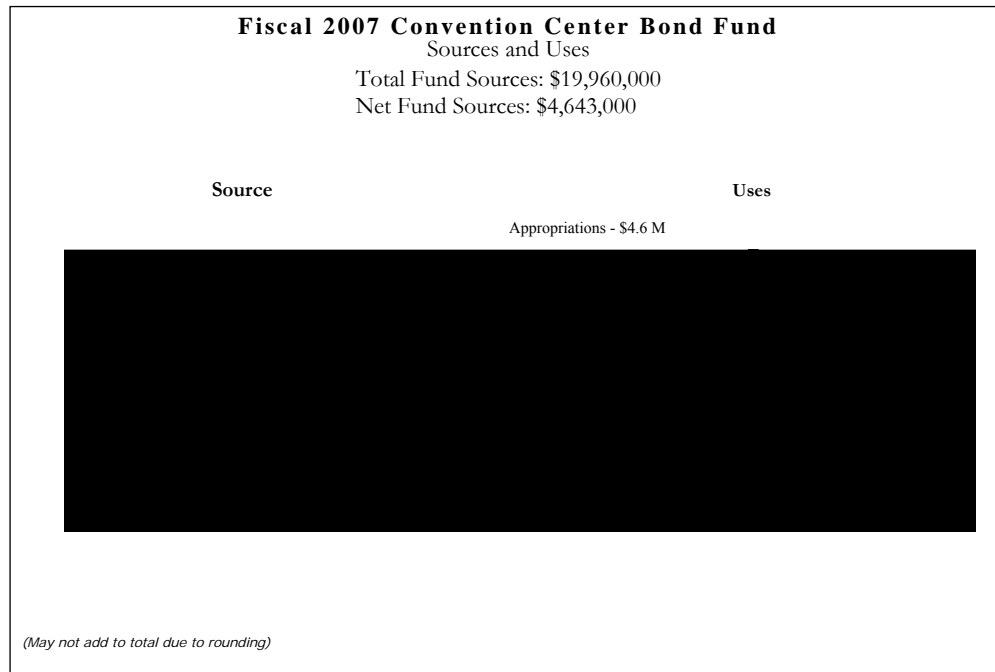 Fiscal 2007 Convention Center Bond Fund
Sources and Uses
Total Fund Sources: $19,960,000
Net Fund Sources: $4,643,000
Source
Uses
Appropriations - $4.6 M
(May not add to total due to rounding)